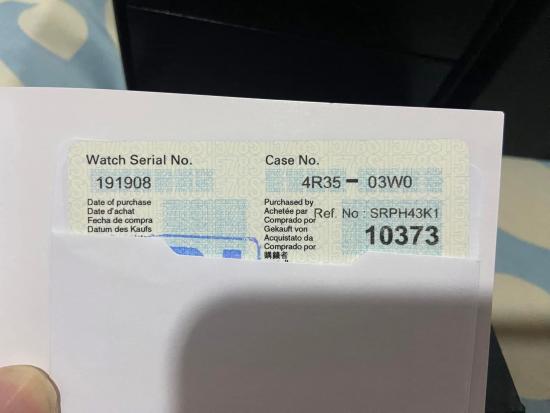 Watch Serial No.
191908
Case No.
4R35-03W0
Date of purchase
Date d'achat
Fecha de compra
Datum des Kaufs
Purchased by
Achetée par
Comprado por
Gekauft von
Acquistato da
Comprado por
購鐘者
Ref. No : SRPH43K1
10373